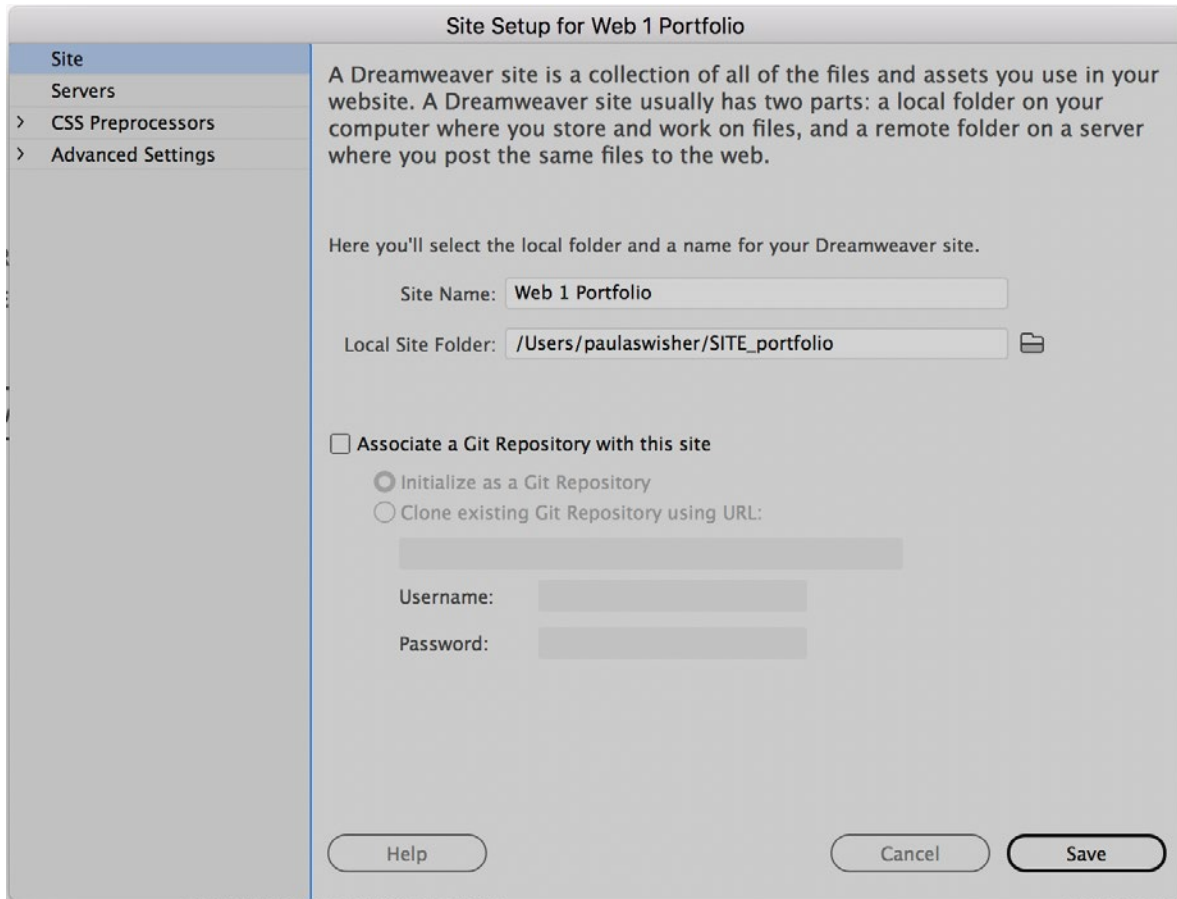 Site Setup for Web 1 Portfolio
Site
Servers
CSS Preprocessors
Advanced Settings
A Dreamweaver site is a collection of all of the files and assets you use in your
website. A Dreamweaver site usually has two parts: a local folder on your
computer where you store and work on files, and a remote folder on a server
where you post the same files to the web.
Here you'll select the local folder and a name for your Dreamweaver site.
Site Name: Web 1 Portfolio
Local Site Folder: /Users/paulaswisher/SITE_portfolio
Associate a Git Repository with this site
Initialize as a Git Repository
Clone existing Git Repository using URL:
Username:
Password:
Help Cancel Save